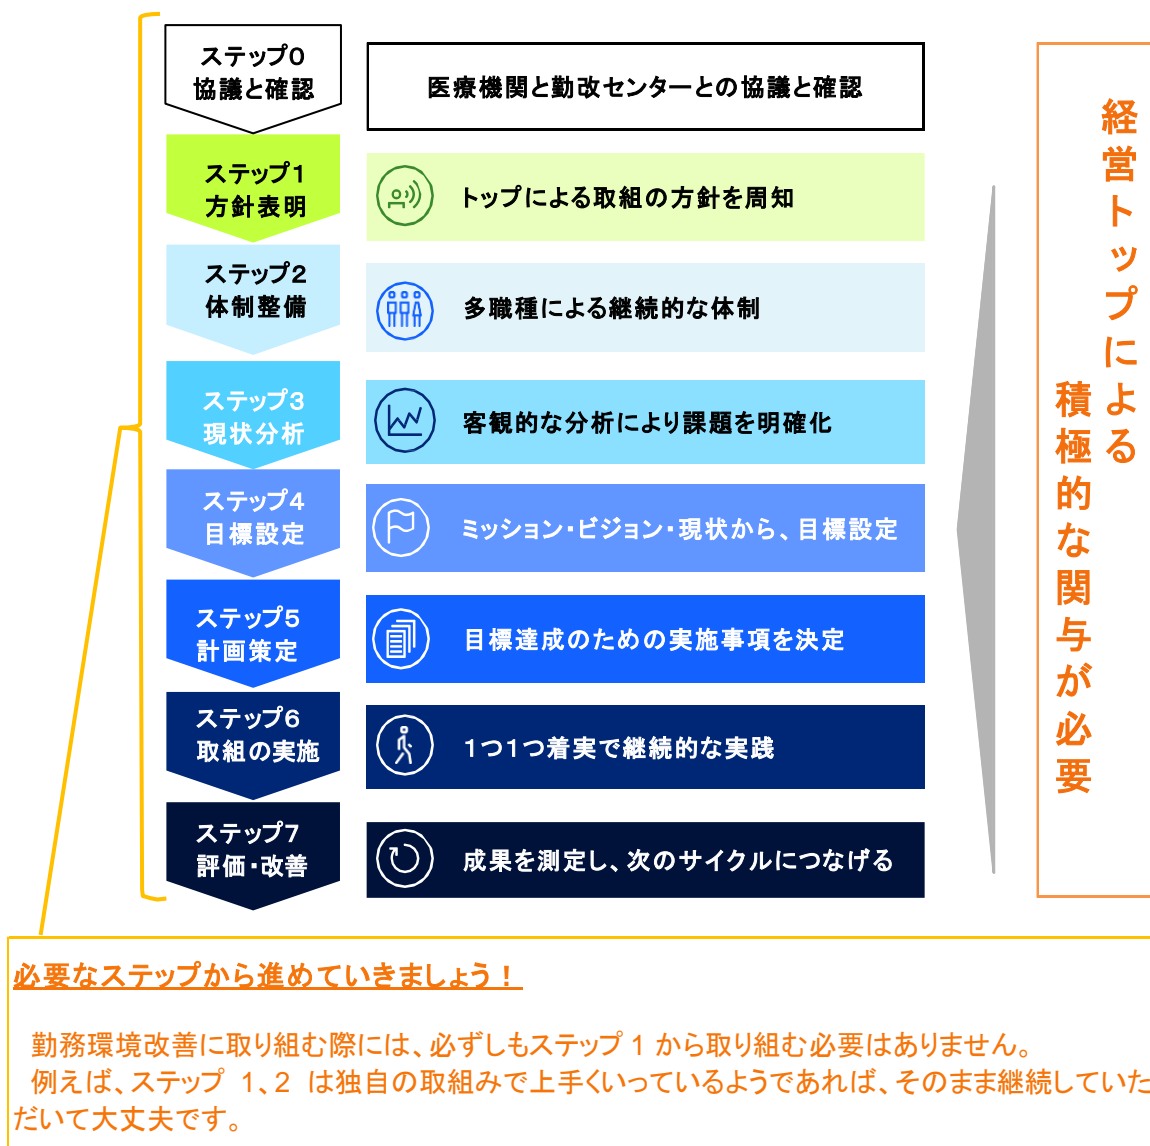 ステップ0
協議と確認
医療機関と勤改センターとの協議と確認
ステップ1
方針表明
トップによる取組の方針を周知
ステップ2
体制整備
多職種による継続的な体制
ステップ3
現状分析
客観的な分析により課題を明確化
ステップ4
目標設定
ミッション・ビジョン・現状から、目標設定
ステップ5
計画策定
目標達成のための実施事項を決定
ステップ6
取組の実施
1つ1つ着実で継続的な実践
ステップ7
評価・改善
成果を測定し、次のサイクルにつなげる
経営トップによる
積極的な関与が必要
必要なステップから進めていきましょう！
勤務環境改善に取り組む際には、必ずしもステップ 1 から取り組む必要はありません。
例えば、ステップ 1、2 は独自の取組みで上手くいっているようであれば、そのまま継続していた
だいて大丈夫です。